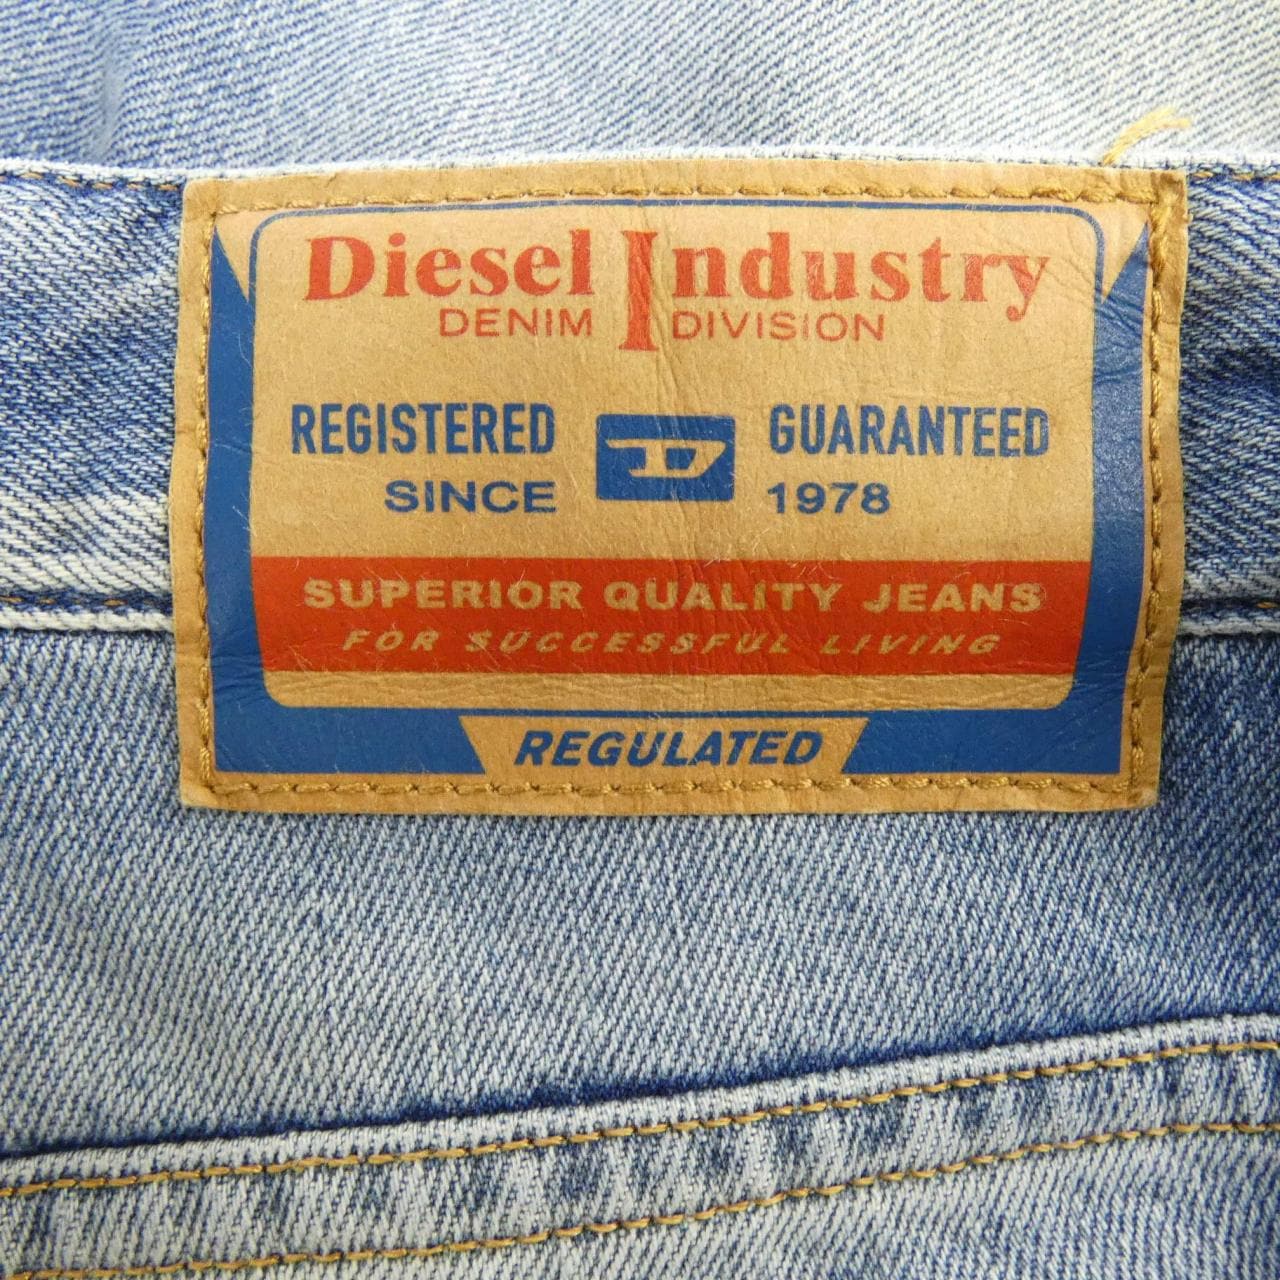 Diesel Industry
DENIM DIVISION
REGISTERED D GUARANTEED
SINCE 1978
SUPERIOR QUALITY JEANS
FOR SUCCESSFUL LIVING
REGULATED